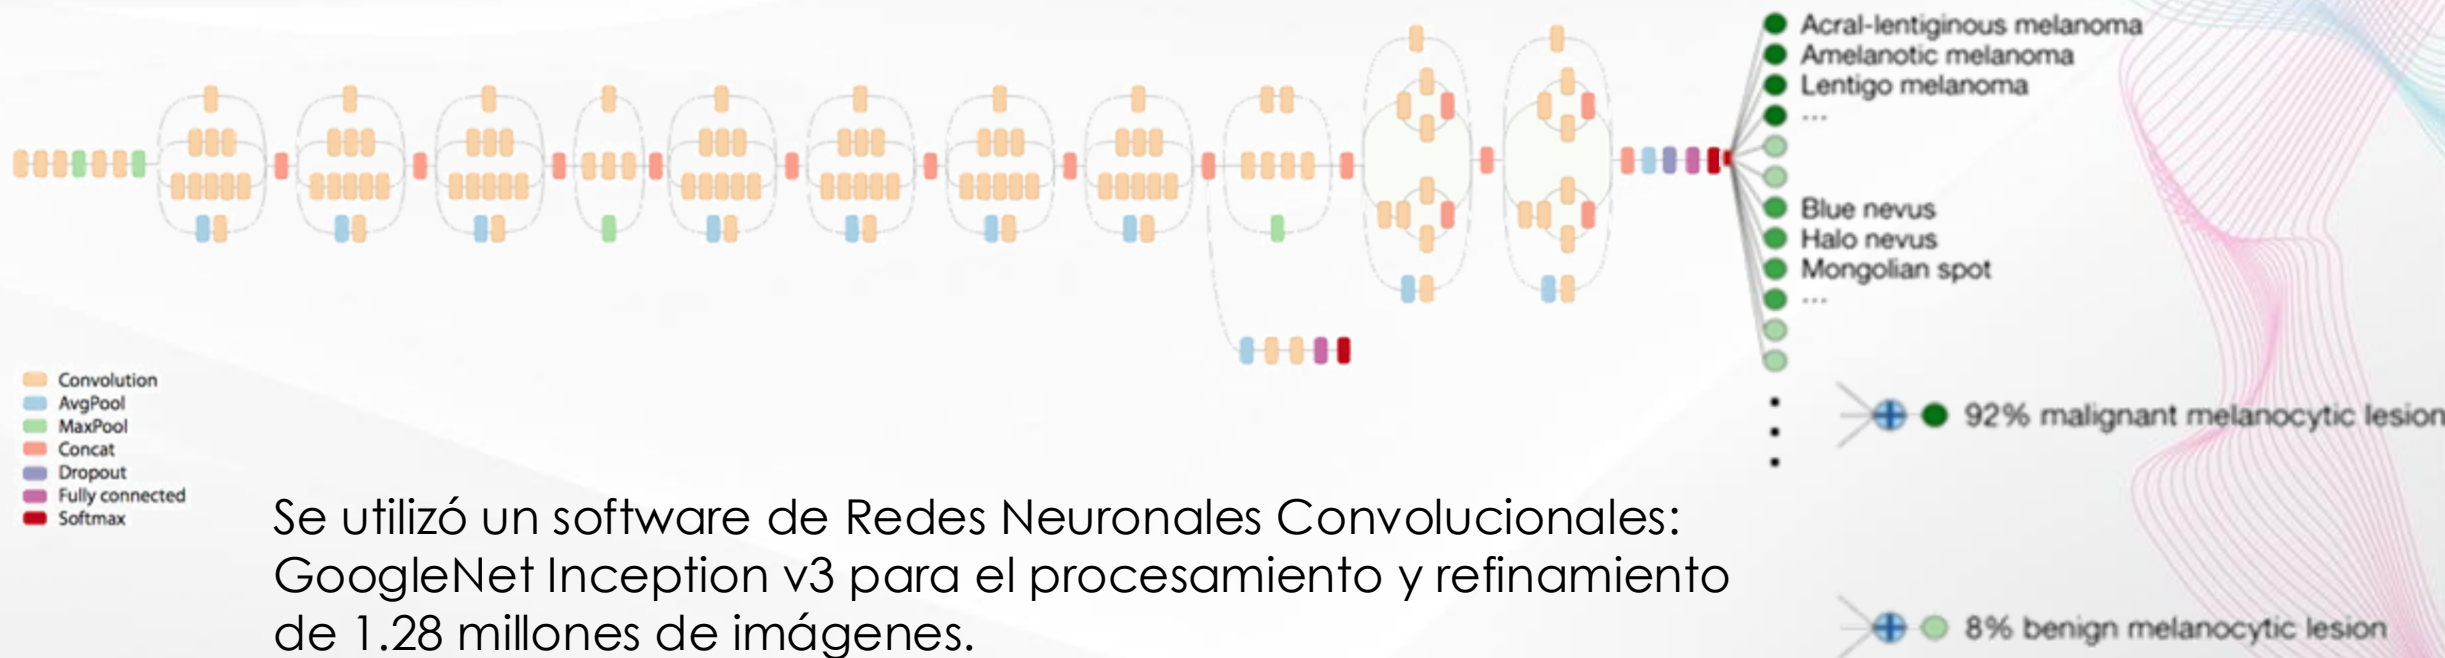 Acral-lentiginous melanoma
Amelanotic melanoma
Lentigo melanoma
...
Blue nevus
Halo nevus
Mongolian spot
...
Convolution
AvgPool
MaxPool
Concat
Dropout
Fully connected
Softmax
92% malignant melanocytic lesion
8% benign melanocytic lesion
Se utilizó un software de Redes Neuronales Convolucionales:
GoogleNet Inception v3 para el procesamiento y refinamiento
de 1.28 millones de imágenes.